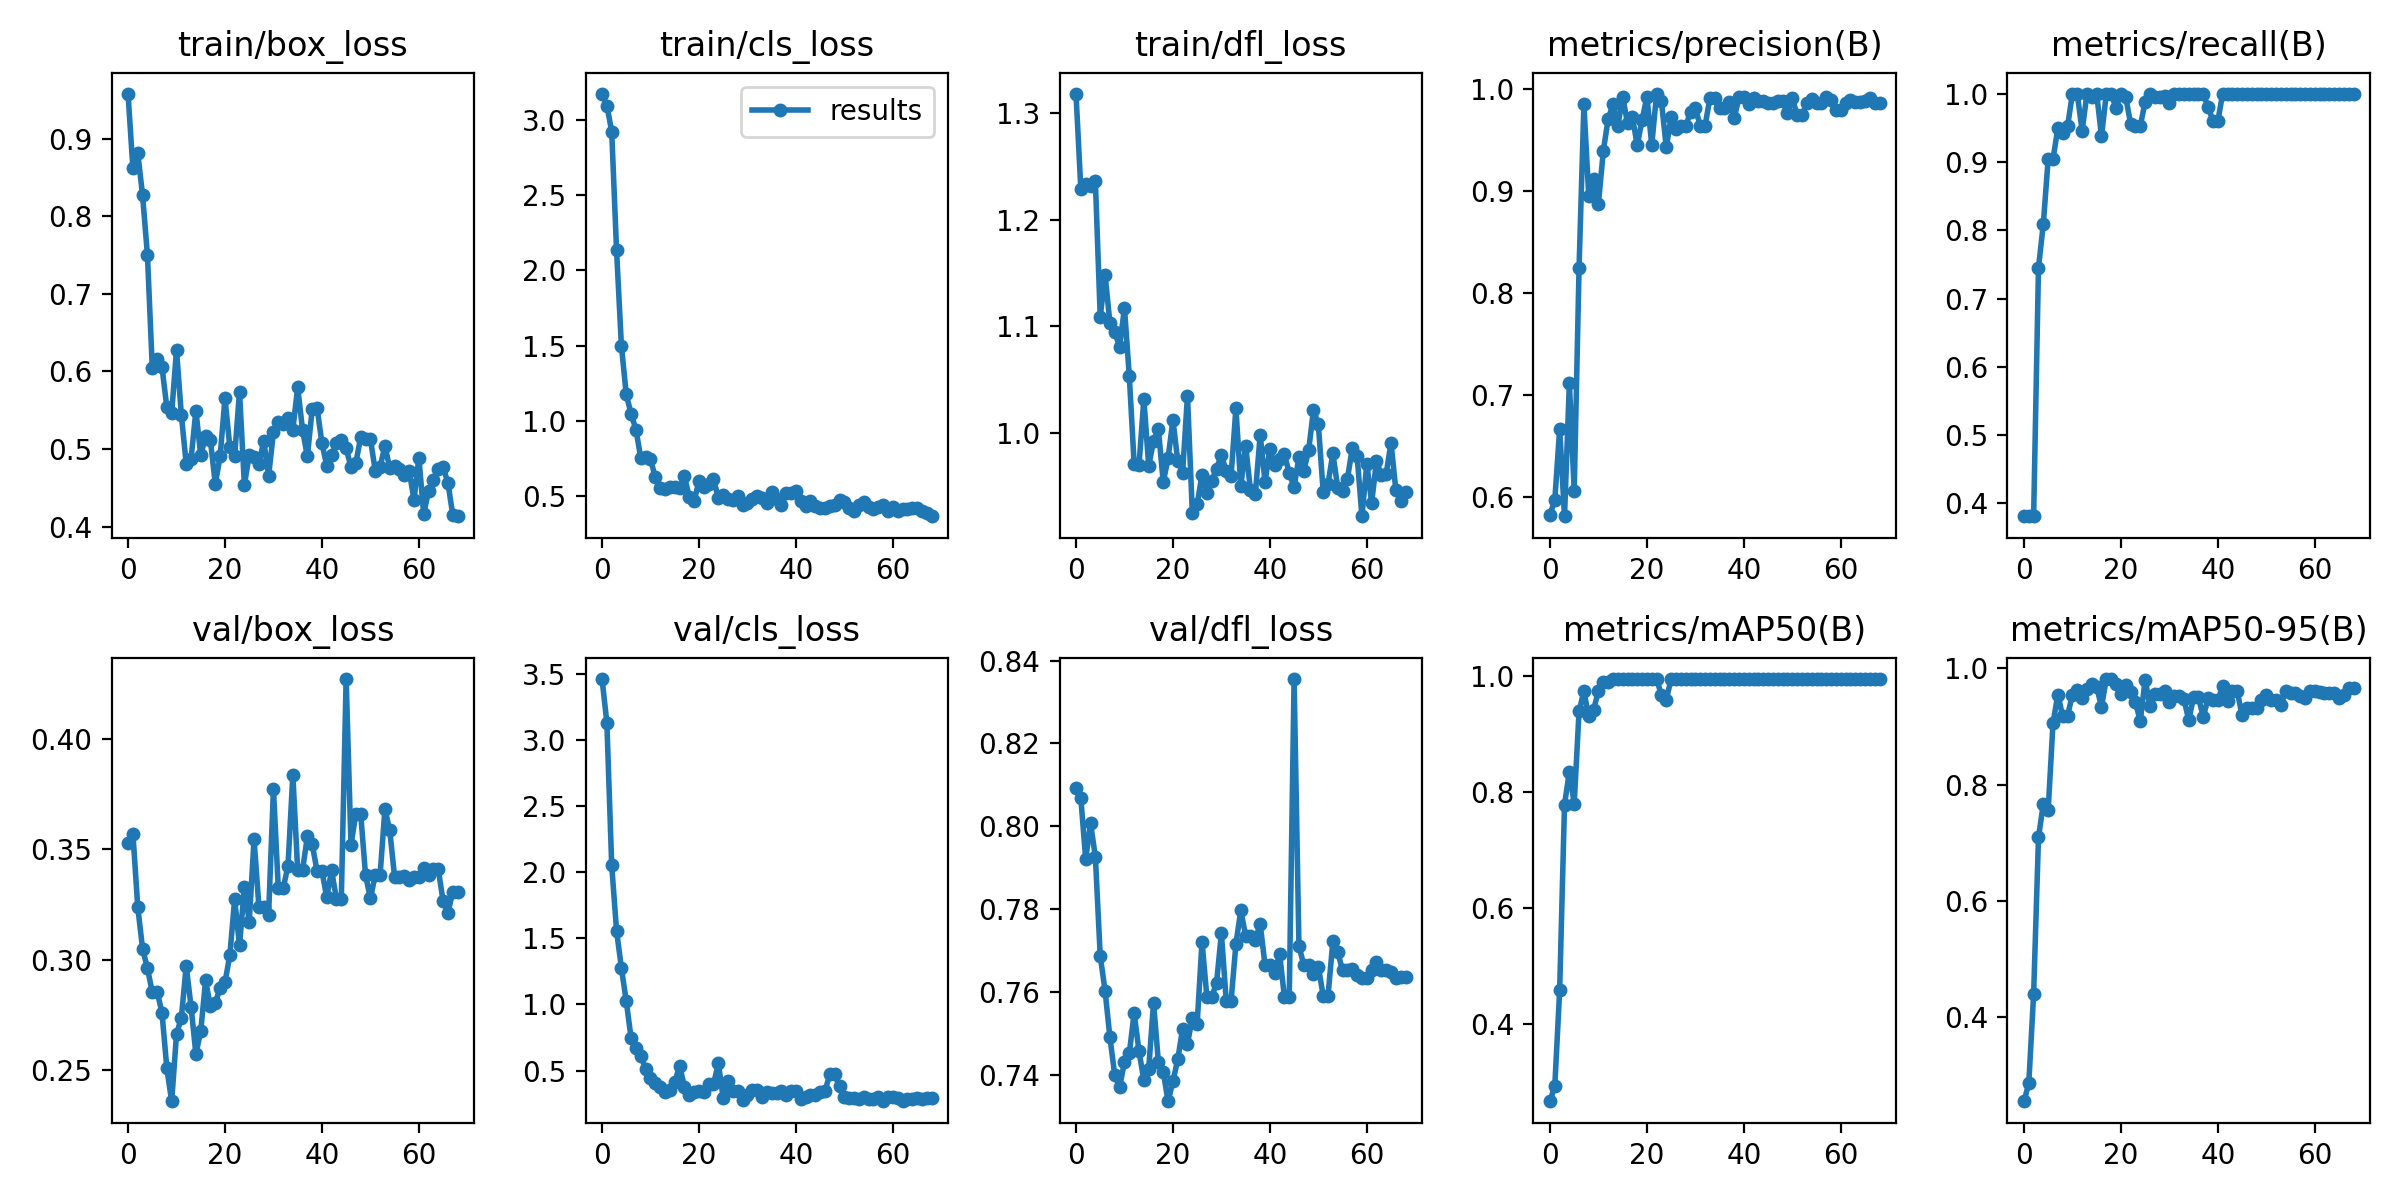 train/box_loss
train/cls_loss
train/dfl_loss
metrics/precision(B)
metrics/recall(B)
0.9
0.8
0.7
0.6
0.5
0.4
0 20 40 60
results
3.0
2.5
2.0
1.5
1.0
0.5
0 20 40 60
1.3
1.2
1.1
1.0
0 20 40 60
1.0
0.9
0.8
0.7
0.6
0 20 40 60
1.0
0.9
0.8
0.7
0.6
0.5
0.4
0 20 40 60
val/box_loss
val/cls_loss
val/dfl_loss
metrics/mAP50(B)
metrics/mAP50-95(B)
0.40
0.35
0.30
0.25
0 20 40 60
3.5
3.0
2.5
2.0
1.5
1.0
0.5
0 20 40 60
0.84
0.82
0.80
0.78
0.76
0.74
0 20 40 60
1.0
0.8
0.6
0.4
0 20 40 60
1.0
0.8
0.6
0.4
0 20 40 60